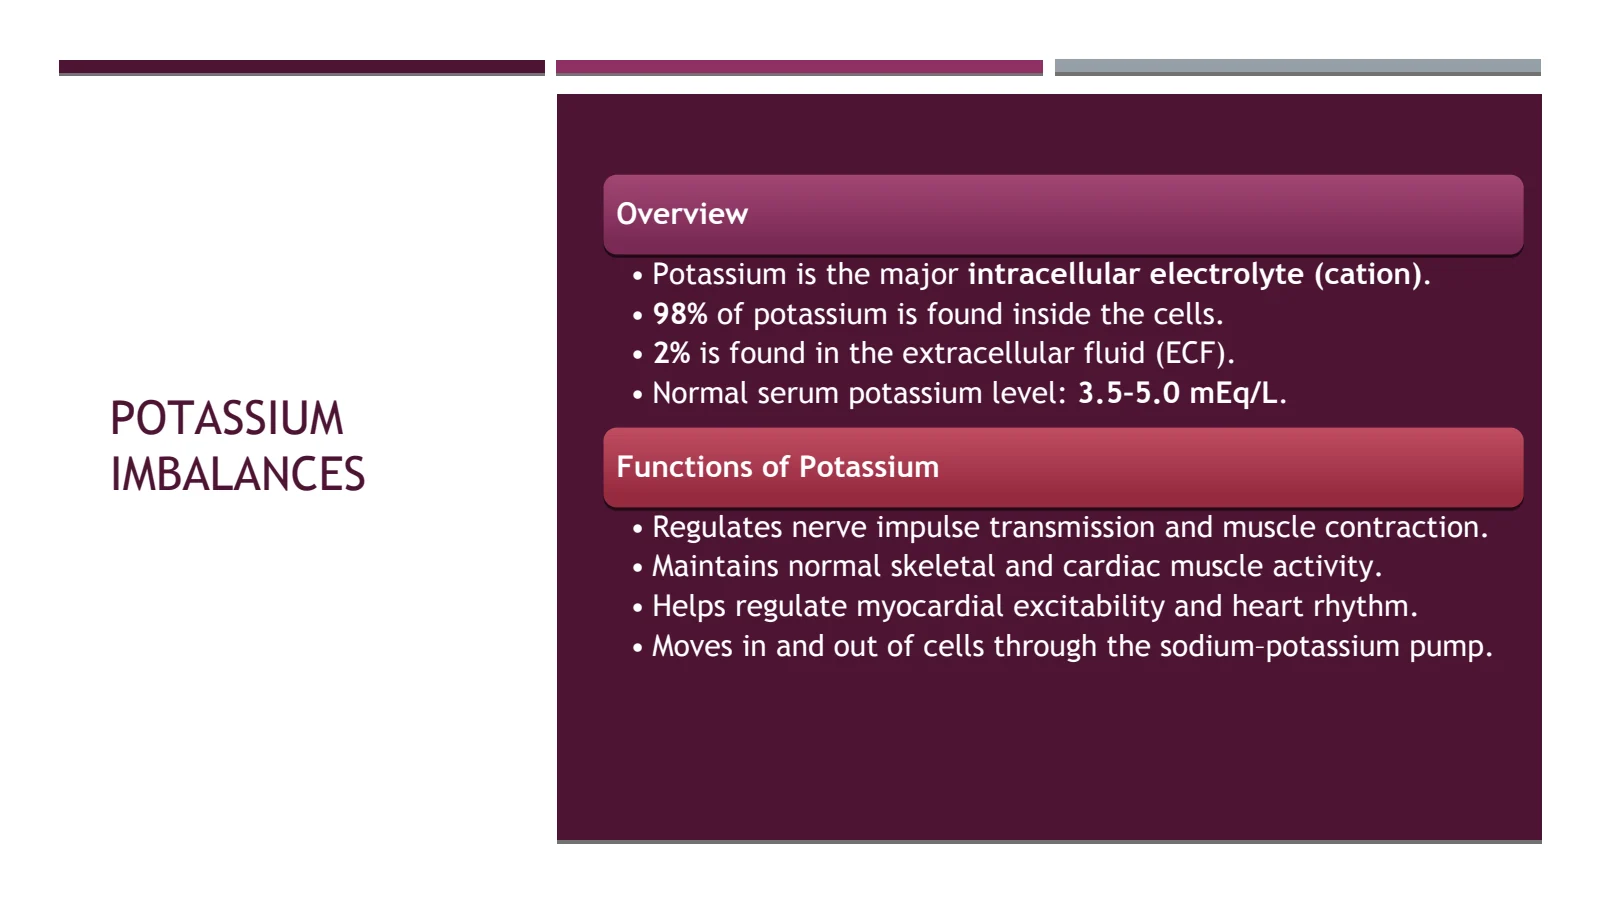 POTASSIUM
IMBALANCES
Overview
• Potassium is the major intracellular electrolyte (cation).
• 98% of potassium is found inside the cells.
• 2% is found in the extracellular fluid (ECF).
• Normal serum potassium level: 3.5–5.0 mEq/L.
Functions of Potassium
• Regulates nerve impulse transmission and muscle contraction.
• Maintains normal skeletal and cardiac muscle activity.
• Helps regulate myocardial excitability and heart rhythm.
• Moves in and out of cells through the sodium–potassium pump.